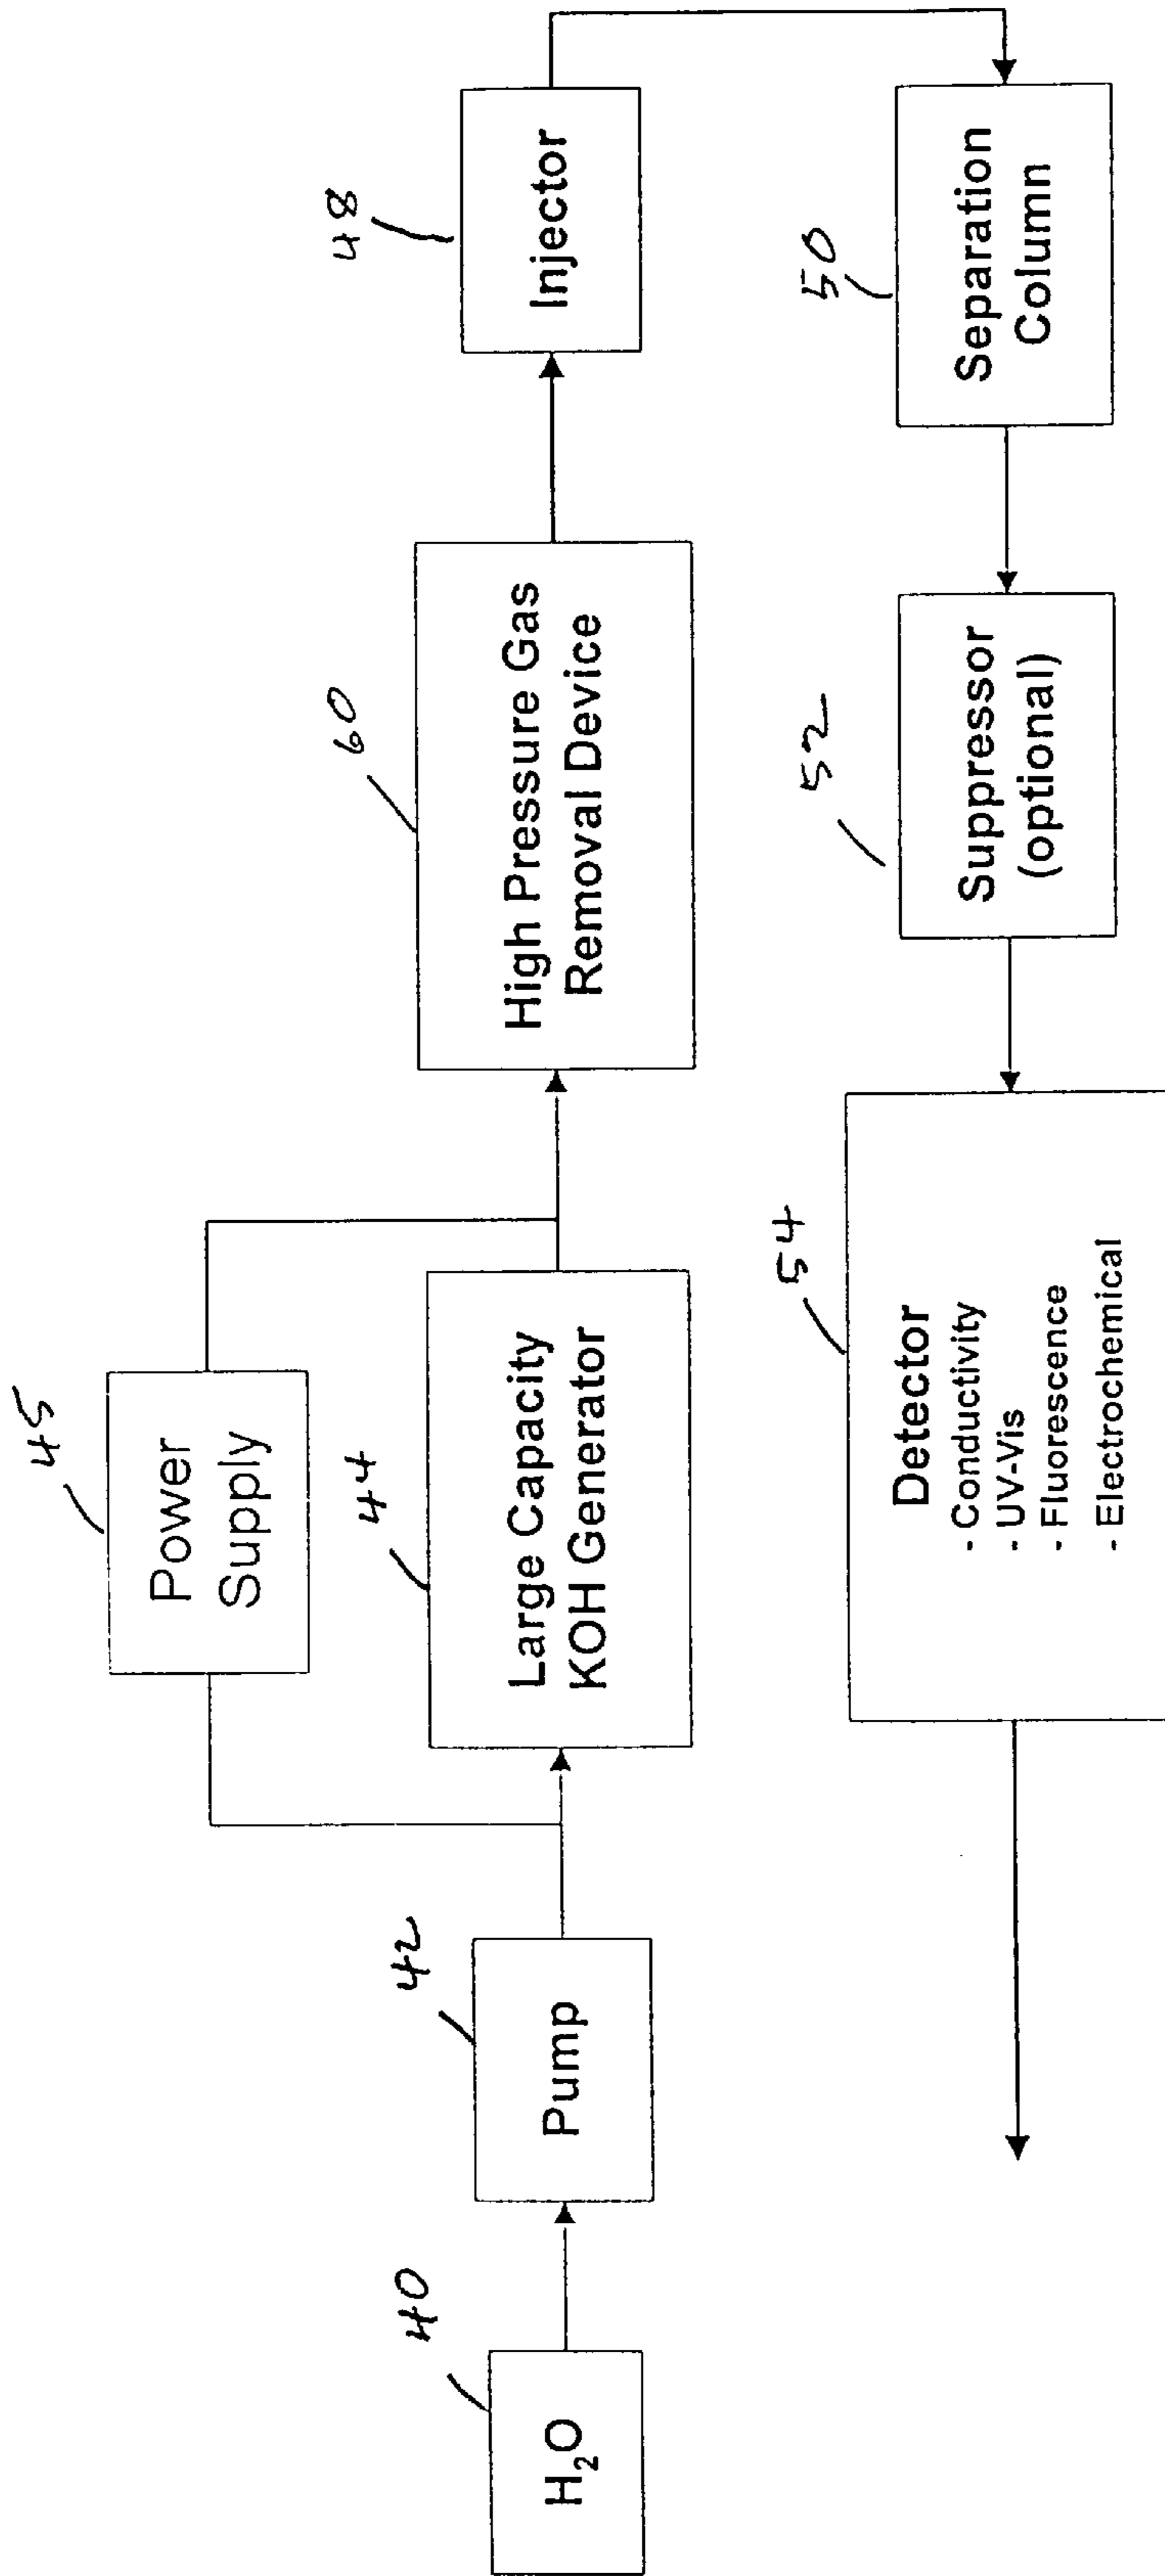 45
Power
Supply
40
H₂O
42
Pump
44
Large Capacity
KOH Generator
60
High Pressure Gas
Removal Device
48
Injector
54
Detector
- Conductivity
- UV-Vis
- Fluorescence
- Electrochemical
52
Suppressor
(optional)
50
Separation
Column